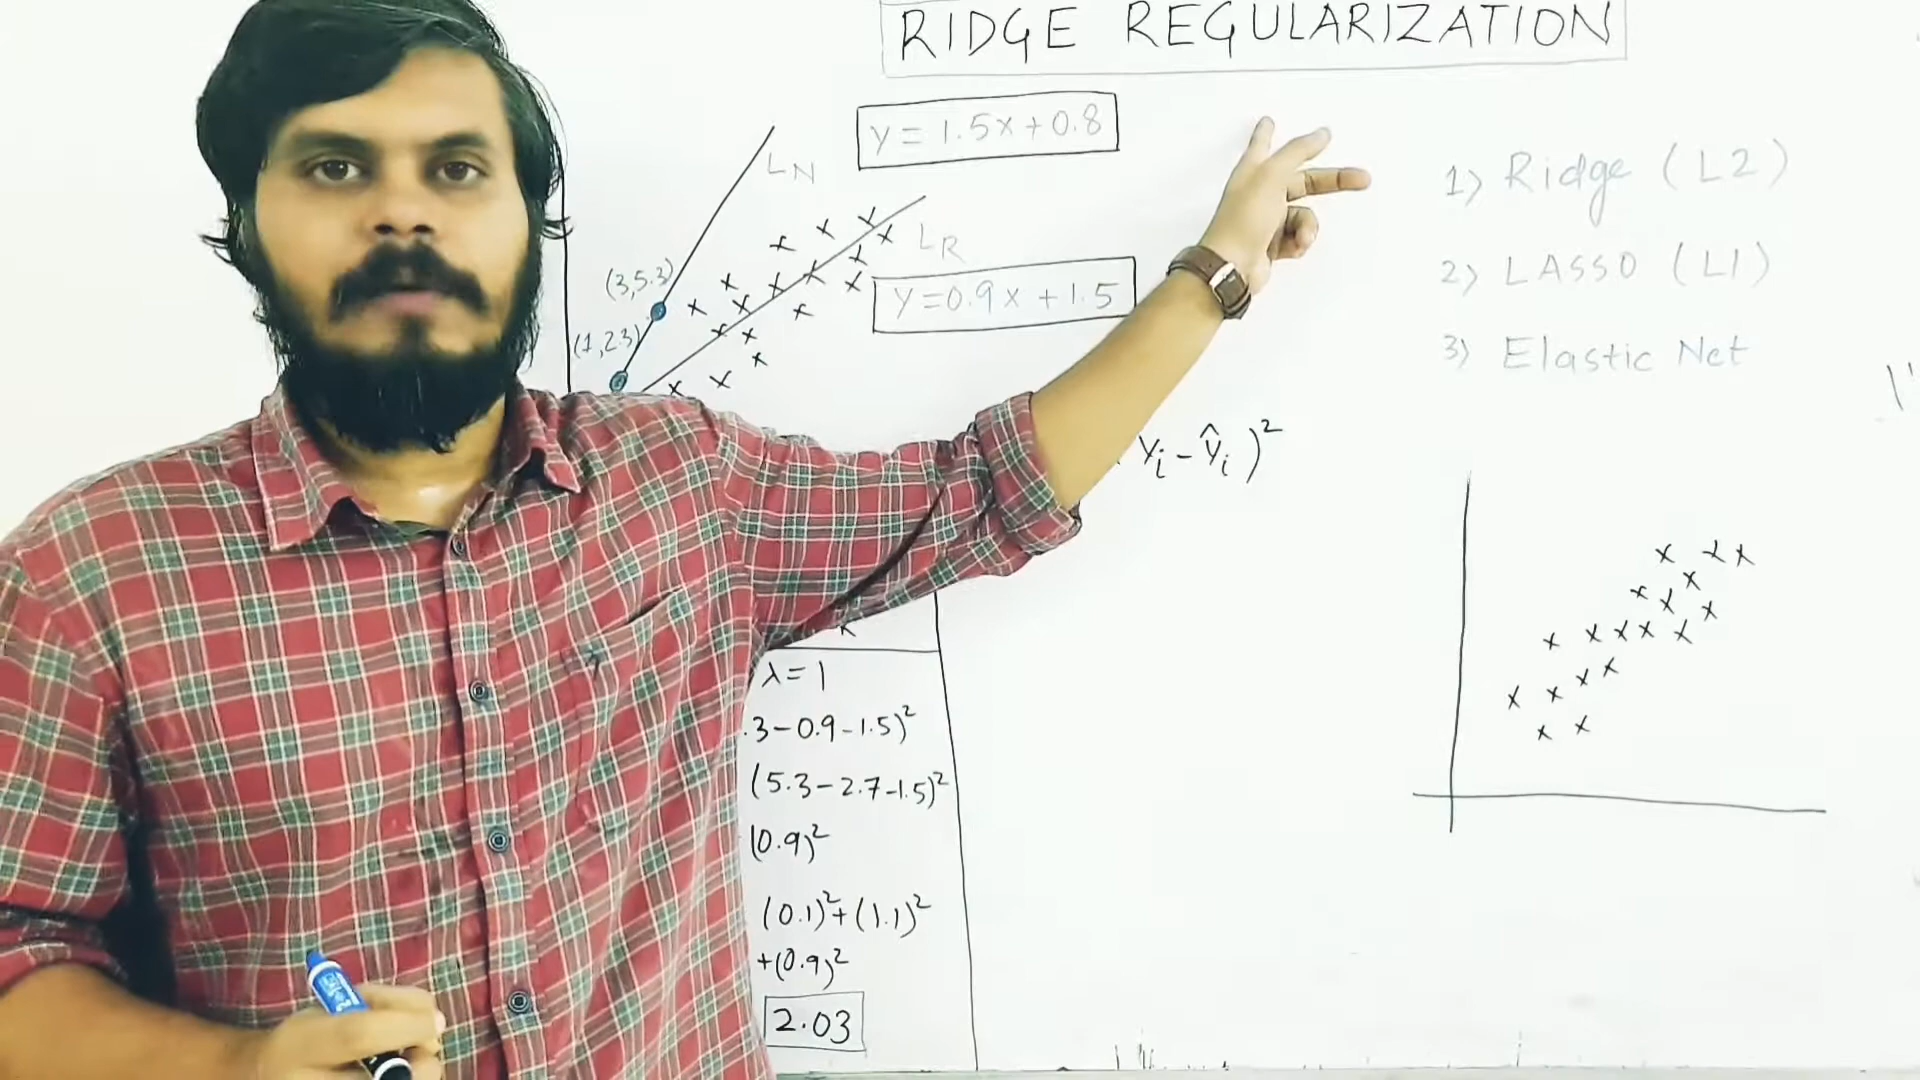 RIDGE REGULARIZATION
y = 1.5x+0.8
LN
LR
(3,5.3)
(1,2.3)
y=0.9x+1.5
1) Ridge (L2)
2) LASSO (L1)
3) Elastic Net
yi-ŷi)²
λ=1
.3-0.9-1.5)²
(5.3-2.7-1.5)²
(0.9)²
(0.1)²+(1.1)²
+(0.9)²
2.03